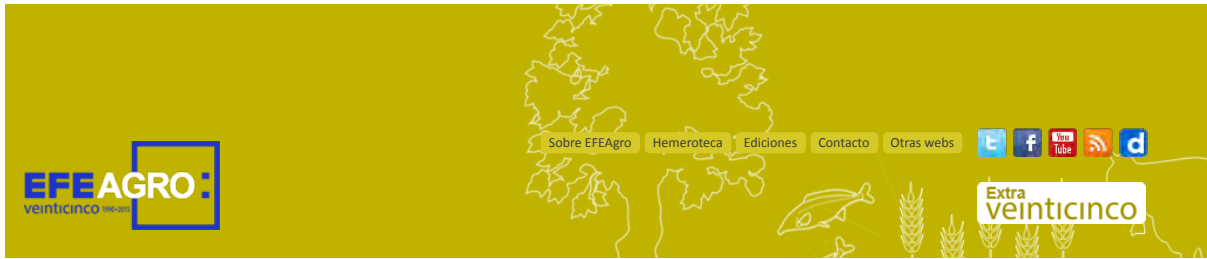 Sobre EFEAgro Hemeroteca Ediciones Contacto Otras webs
You
Tube
EFEAGRO:
veinticinco 1990•2015
Extra
veinticinco